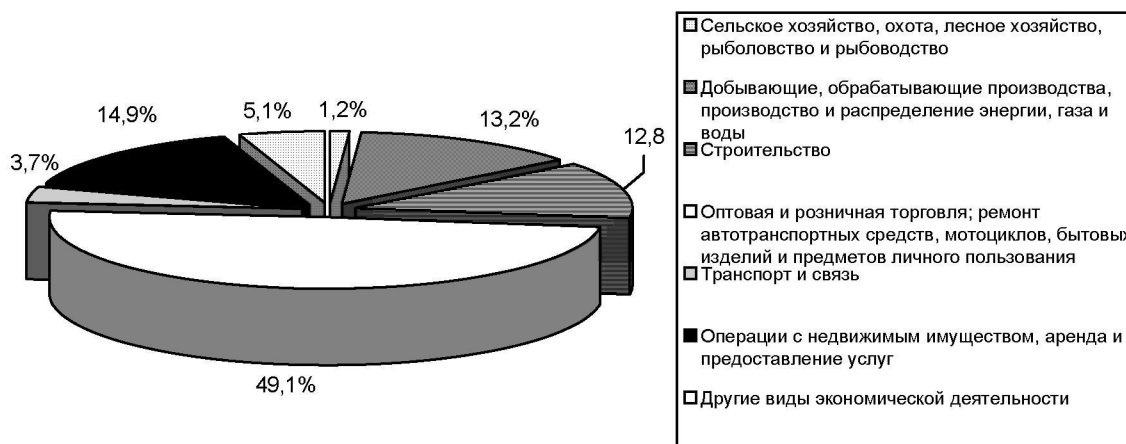 5,1%
1,2%
14,9%
13,2%
3,7%
12,8
49,1%
Сельское хозяйство, охота, лесное хозяйство,
рыболовство и рыбоводство
Добывающие, обрабатывающие производства,
производство и распределение энергии, газа и
воды
Строительство
Оптовая и розничная торговля; ремонт
автотранспортных средств, мотоциклов, бытовых
изделий и предметов личного пользования
Транспорт и связь
Операции с недвижимым имуществом, аренда и
предоставление услуг
Другие виды экономической деятельности